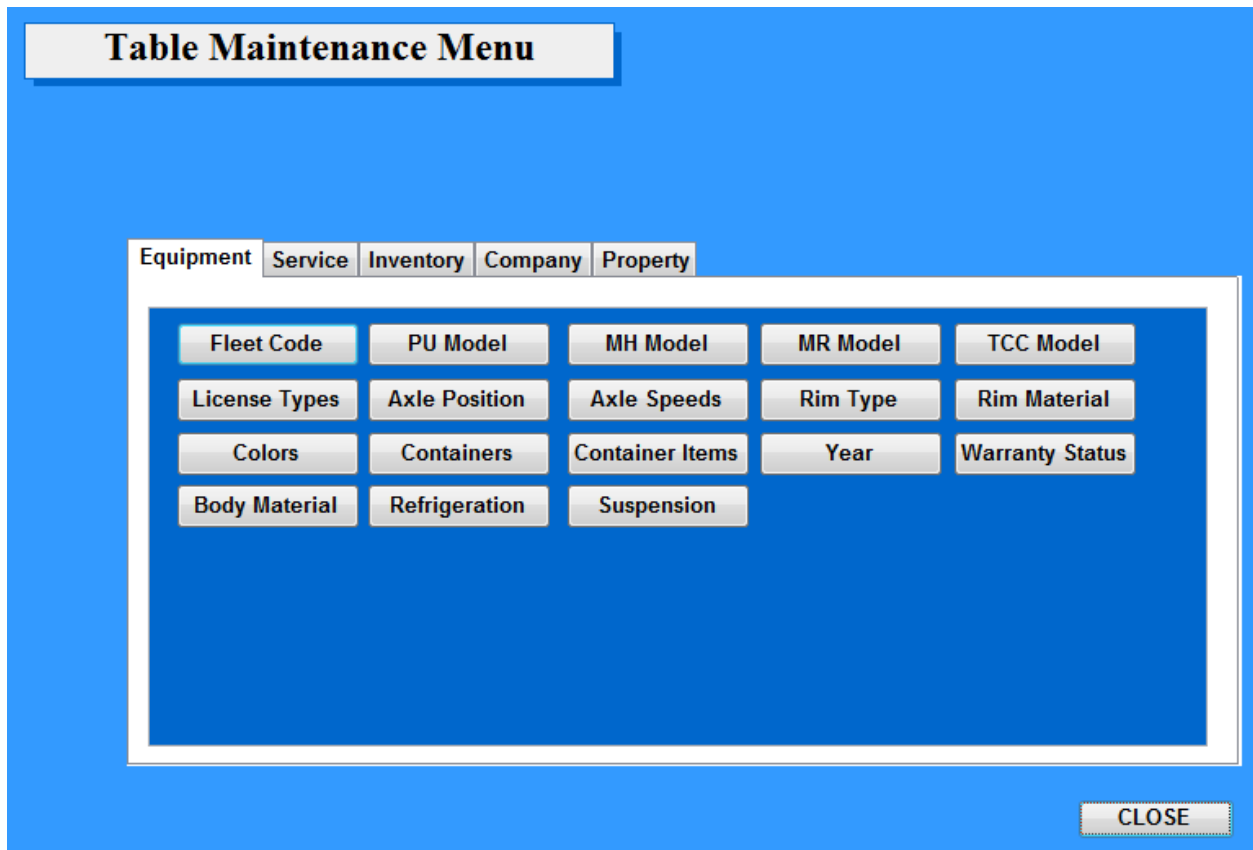 Table Maintenance Menu
Equipment Service Inventory Company Property
Fleet Code PU Model MH Model MR Model TCC Model
License Types Axle Position Axle Speeds Rim Type Rim Material
Colors Containers Container Items Year Warranty Status
Body Material Refrigeration Suspension
CLOSE